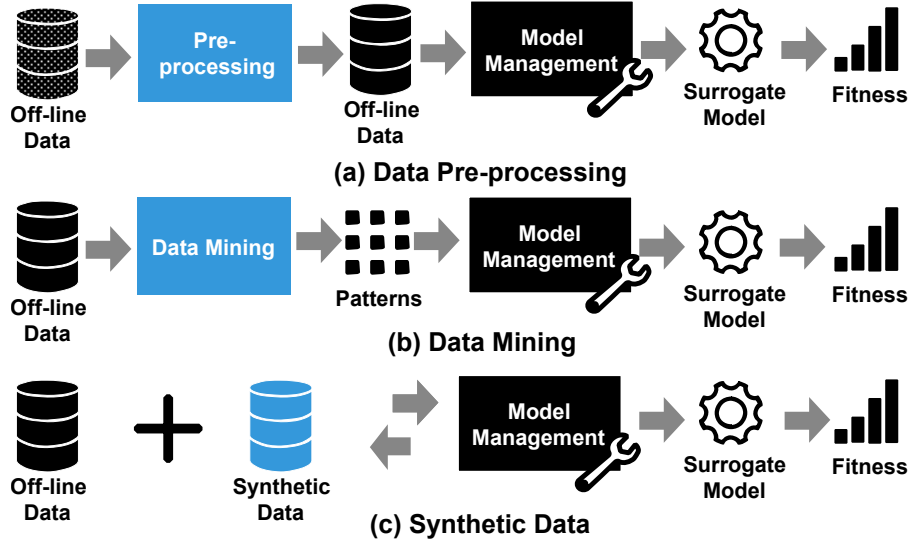 Off-line
Data
Pre-
processing
Off-line
Data
Model
Management
Surrogate
Model
Fitness
(a) Data Pre-processing
Off-line
Data
Data Mining
Patterns
Model
Management
Surrogate
Model
Fitness
(b) Data Mining
Off-line
Data
Synthetic
Data
Model
Management
Surrogate
Model
Fitness
(c) Synthetic Data